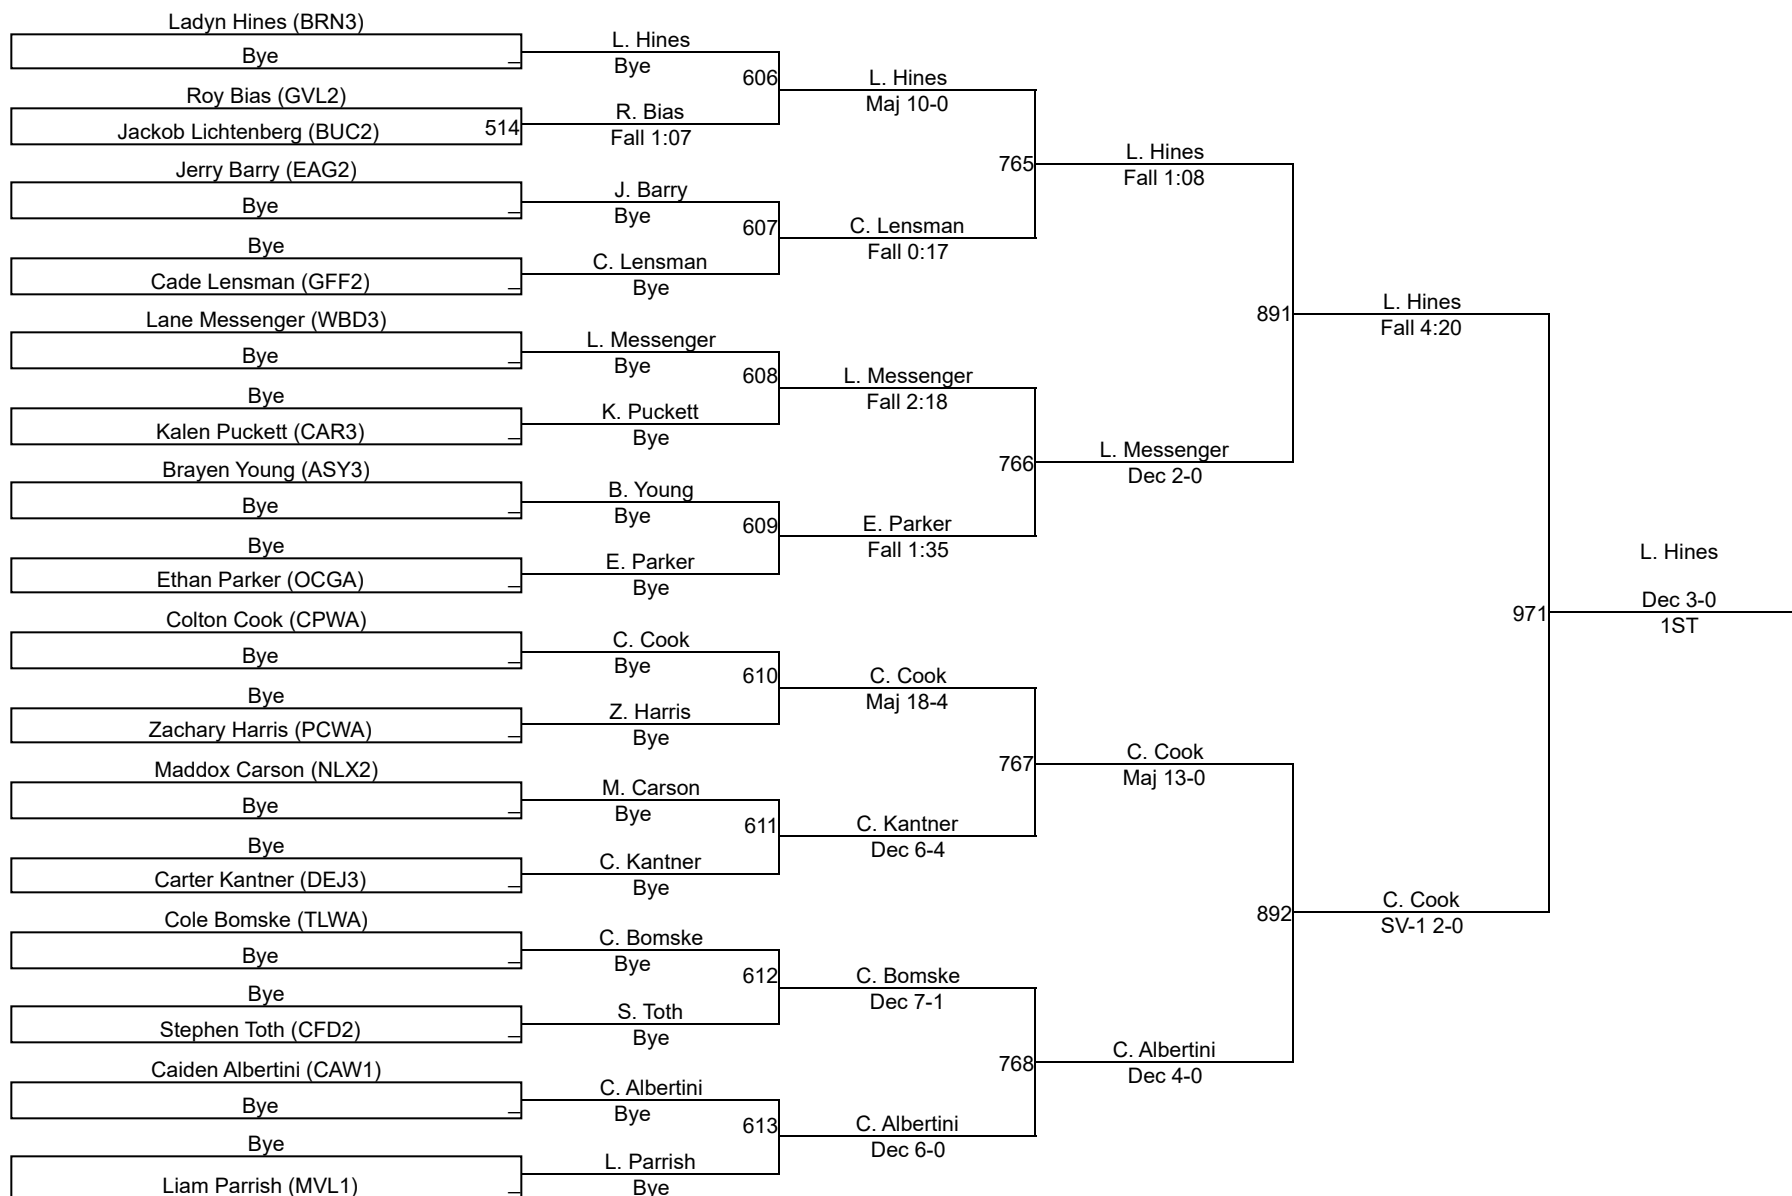 Ladyn Hines (BRN3)
Bye
_
Roy Bias (GVL2)
Jackob Lichtenberg (BUC2)
514
Jerry Barry (EAG2)
Bye
_
Bye
Cade Lensman (GFF2)
_
Lane Messenger (WBD3)
Bye
_
Bye
Kalen Puckett (CAR3)
_
Brayen Young (ASY3)
Bye
_
Bye
Ethan Parker (OCGA)
_
Colton Cook (CPWA)
Bye
_
Bye
Zachary Harris (PCWA)
_
Maddox Carson (NLX2)
Bye
_
Bye
Carter Kantner (DEJ3)
_
Cole Bomske (TLWA)
Bye
_
Bye
Stephen Toth (CFD2)
_
Caiden Albertini (CAW1)
Bye
_
Bye
Liam Parrish (MVL1)
_
L. Hines
Bye
606
R. Bias
Fall 1:07
J. Barry
Bye
607
C. Lensman
Bye
L. Messenger
Bye
608
K. Puckett
Bye
B. Young
Bye
609
E. Parker
Bye
C. Cook
Bye
610
Z. Harris
Bye
M. Carson
Bye
611
C. Kantner
Bye
C. Bomske
Bye
612
S. Toth
Bye
C. Albertini
Bye
613
L. Parrish
Bye
L. Hines
Maj 10-0
765
C. Lensman
Fall 0:17
L. Messenger
Fall 2:18
766
E. Parker
Fall 1:35
C. Cook
Maj 18-4
767
C. Kantner
Dec 6-4
C. Bomske
Dec 7-1
768
C. Albertini
Dec 6-0
L. Hines
Fall 1:08
891
L. Messenger
Dec 2-0
C. Cook
Maj 13-0
892
C. Albertini
Dec 4-0
L. Hines
Fall 4:20
971
C. Cook
SV-1 2-0
L. Hines
Dec 3-0
1ST